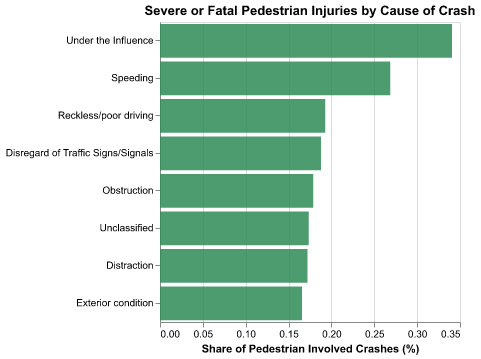 Severe or Fatal Pedestrian Injuries by Cause of Crash
Under the Influence
Speeding
Reckless/poor driving
Disregard of Traffic Signs/Signals
Obstruction
Unclassified
Distraction
Exterior condition
0.00 0.05 0.10 0.15 0.20 0.25 0.30 0.35
Share of Pedestrian Involved Crashes (%)